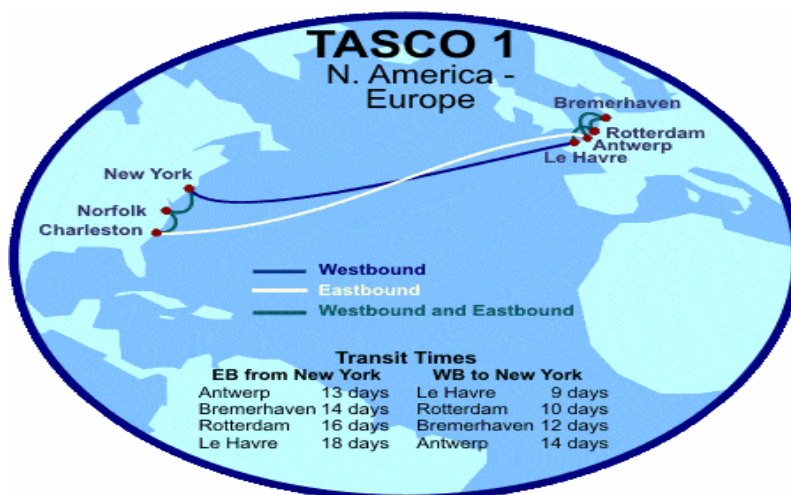 TASCO 1
N. America -
Europe
Bremerhaven
Rotterdam
Antwerp
Le Havre
New York
Norfolk
Charleston
Westbound
Eastbound
Westbound and Eastbound
Transit Times
EB from New York WB to New York
Antwerp 13 days Le Havre 9 days
Bremerhaven 14 days Rotterdam 10 days
Rotterdam 16 days Bremerhaven 12 days
Le Havre 18 days Antwerp 14 days